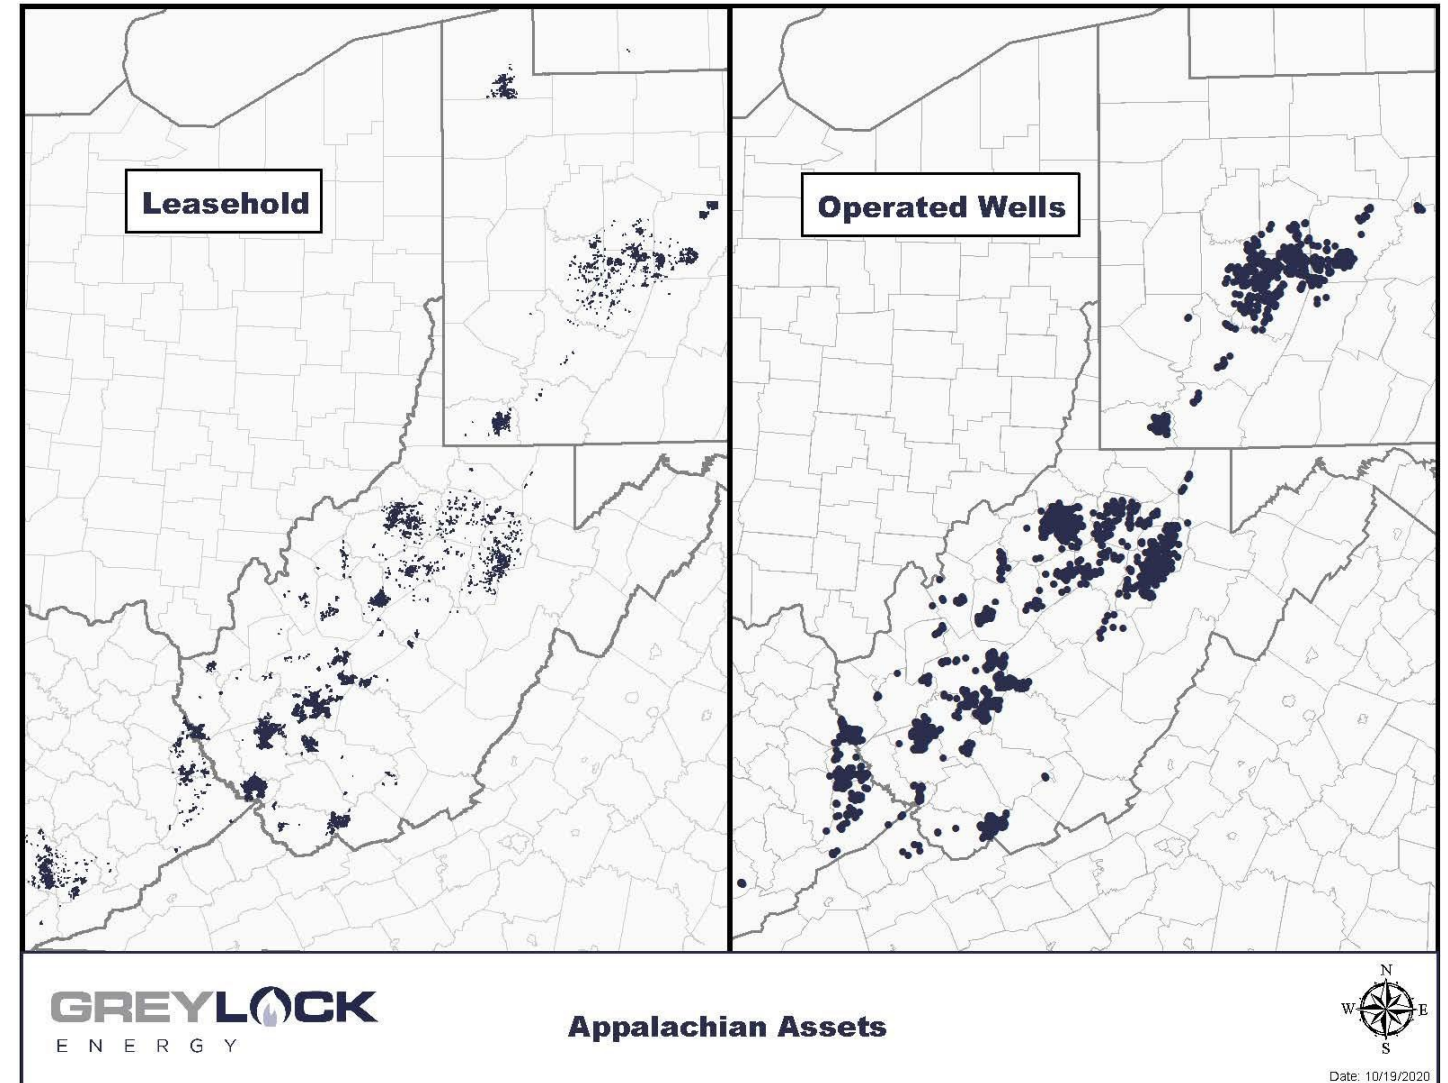 Leasehold
Operated Wells
GREYLOCK
ENERGY
Appalachian Assets
N
W E
S
Date: 10/19/2020